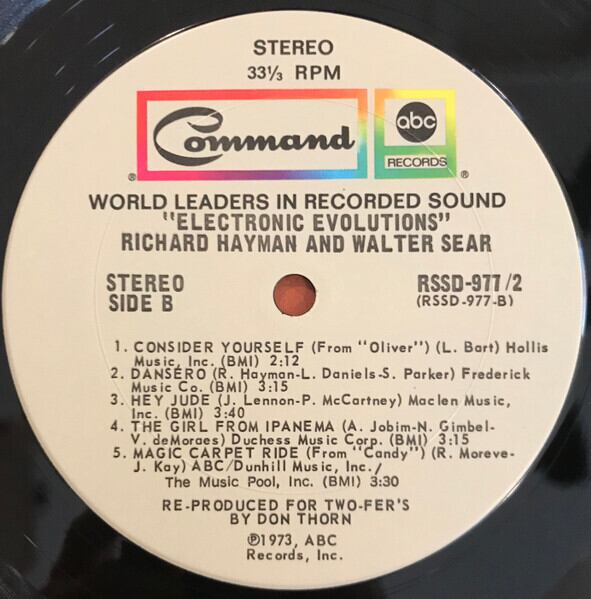 STEREO
33⅓ RPM
Command
abc
RECORDS
®
®
WORLD LEADERS IN RECORDED SOUND
"ELECTRONIC EVOLUTIONS"
RICHARD HAYMAN AND WALTER SEAR
STEREO
SIDE B
RSSD-977/2
(RSSD-977-B)
1. CONSIDER YOURSELF (From "Oliver") (L. Bart) Hollis
Music, Inc. (BMI) 2:12
2. DANSERO (R. Hayman-L. Daniels-S. Parker) Frederick
Music Co. (BMI) 3:15
3. HEY JUDE (J. Lennon-P. McCartney) Maclen Music,
Inc. (BMI) 3:40
4. THE GIRL FROM IPANEMA (A. Jobim-N. Gimbel-
V. deMoraes) Duchess Music Corp. (BMI) 3:15
5. MAGIC CARPET RIDE (From "Candy") (R. Moreve-
J. Kay) ABC/Dunhill Music, Inc./
The Music Pool, Inc. (BMI) 3:30
RE-PRODUCED FOR TWO-FER'S
BY DON THORN
℗1973, ABC
Records, Inc.